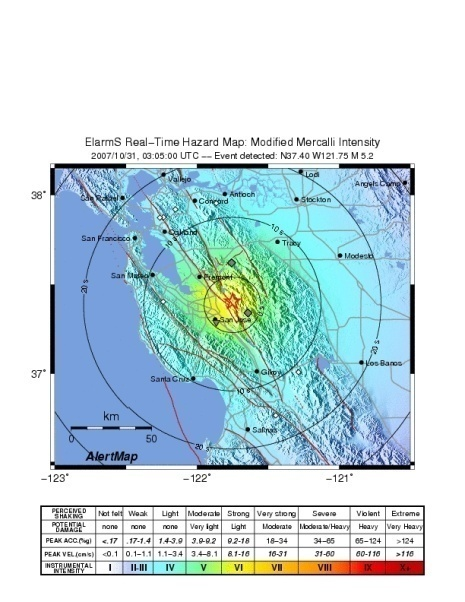 ElarmS Real-Time Hazard Map: Modified Mercalli Intensity
2007/10/31, 03:05:00 UTC -- Event detected: N37.40 W121.75 M 5.2
Vallejo
Lodi
Angels Camp
San Rafael
Concord
Antioch
Stockton
38°
San Francisco
Oakland
5 s
10 s
Tracy
Modesto
San Mateo
Fremont
20 s
San Jose
20 s
37°
Santa Cruz
10 s
Gilroy
Los Banos
km
0 50
Salinas
20 s
AlertMap
-123° -122° -121°
PERCEIVED SHAKING Not felt Weak Light Moderate Strong Very strong Severe Violent Extreme
POTENTIAL DAMAGE none none none Very light Light Moderate Moderate/Heavy Heavy Very Heavy
PEAK ACC.(%g) <.17 .17-1.4 1.4-3.9 3.9-9.2 9.2-18 18-34 34-65 65-124 >124
PEAK VEL.(cm/s) <0.1 0.1-1.1 1.1-3.4 3.4-8.1 8.1-16 16-31 31-60 60-116 >116
INSTRUMENTAL INTENSITY I II-III IV V VI VII VIII IX X+